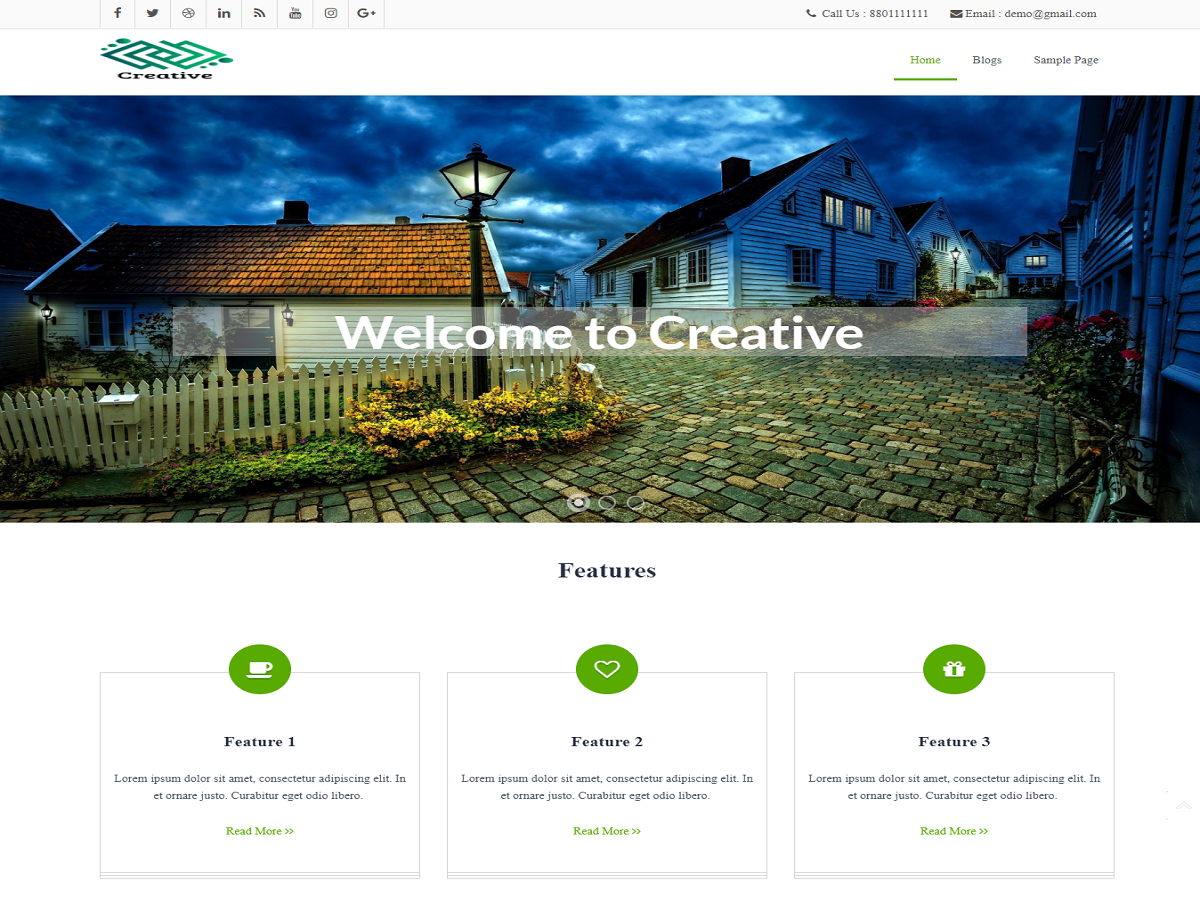 Call Us : 8801111111 Email : demo@gmail.com
Creative
Home Blogs Sample Page
Welcome to Creative
Features
Feature 1
Lorem ipsum dolor sit amet, consectetur adipiscing elit. In
et ornare justo. Curabitur eget odio libero.
Read More >>
Feature 2
Lorem ipsum dolor sit amet, consectetur adipiscing elit. In
et ornare justo. Curabitur eget odio libero.
Read More >>
Feature 3
Lorem ipsum dolor sit amet, consectetur adipiscing elit. In
et ornare justo. Curabitur eget odio libero.
Read More >>